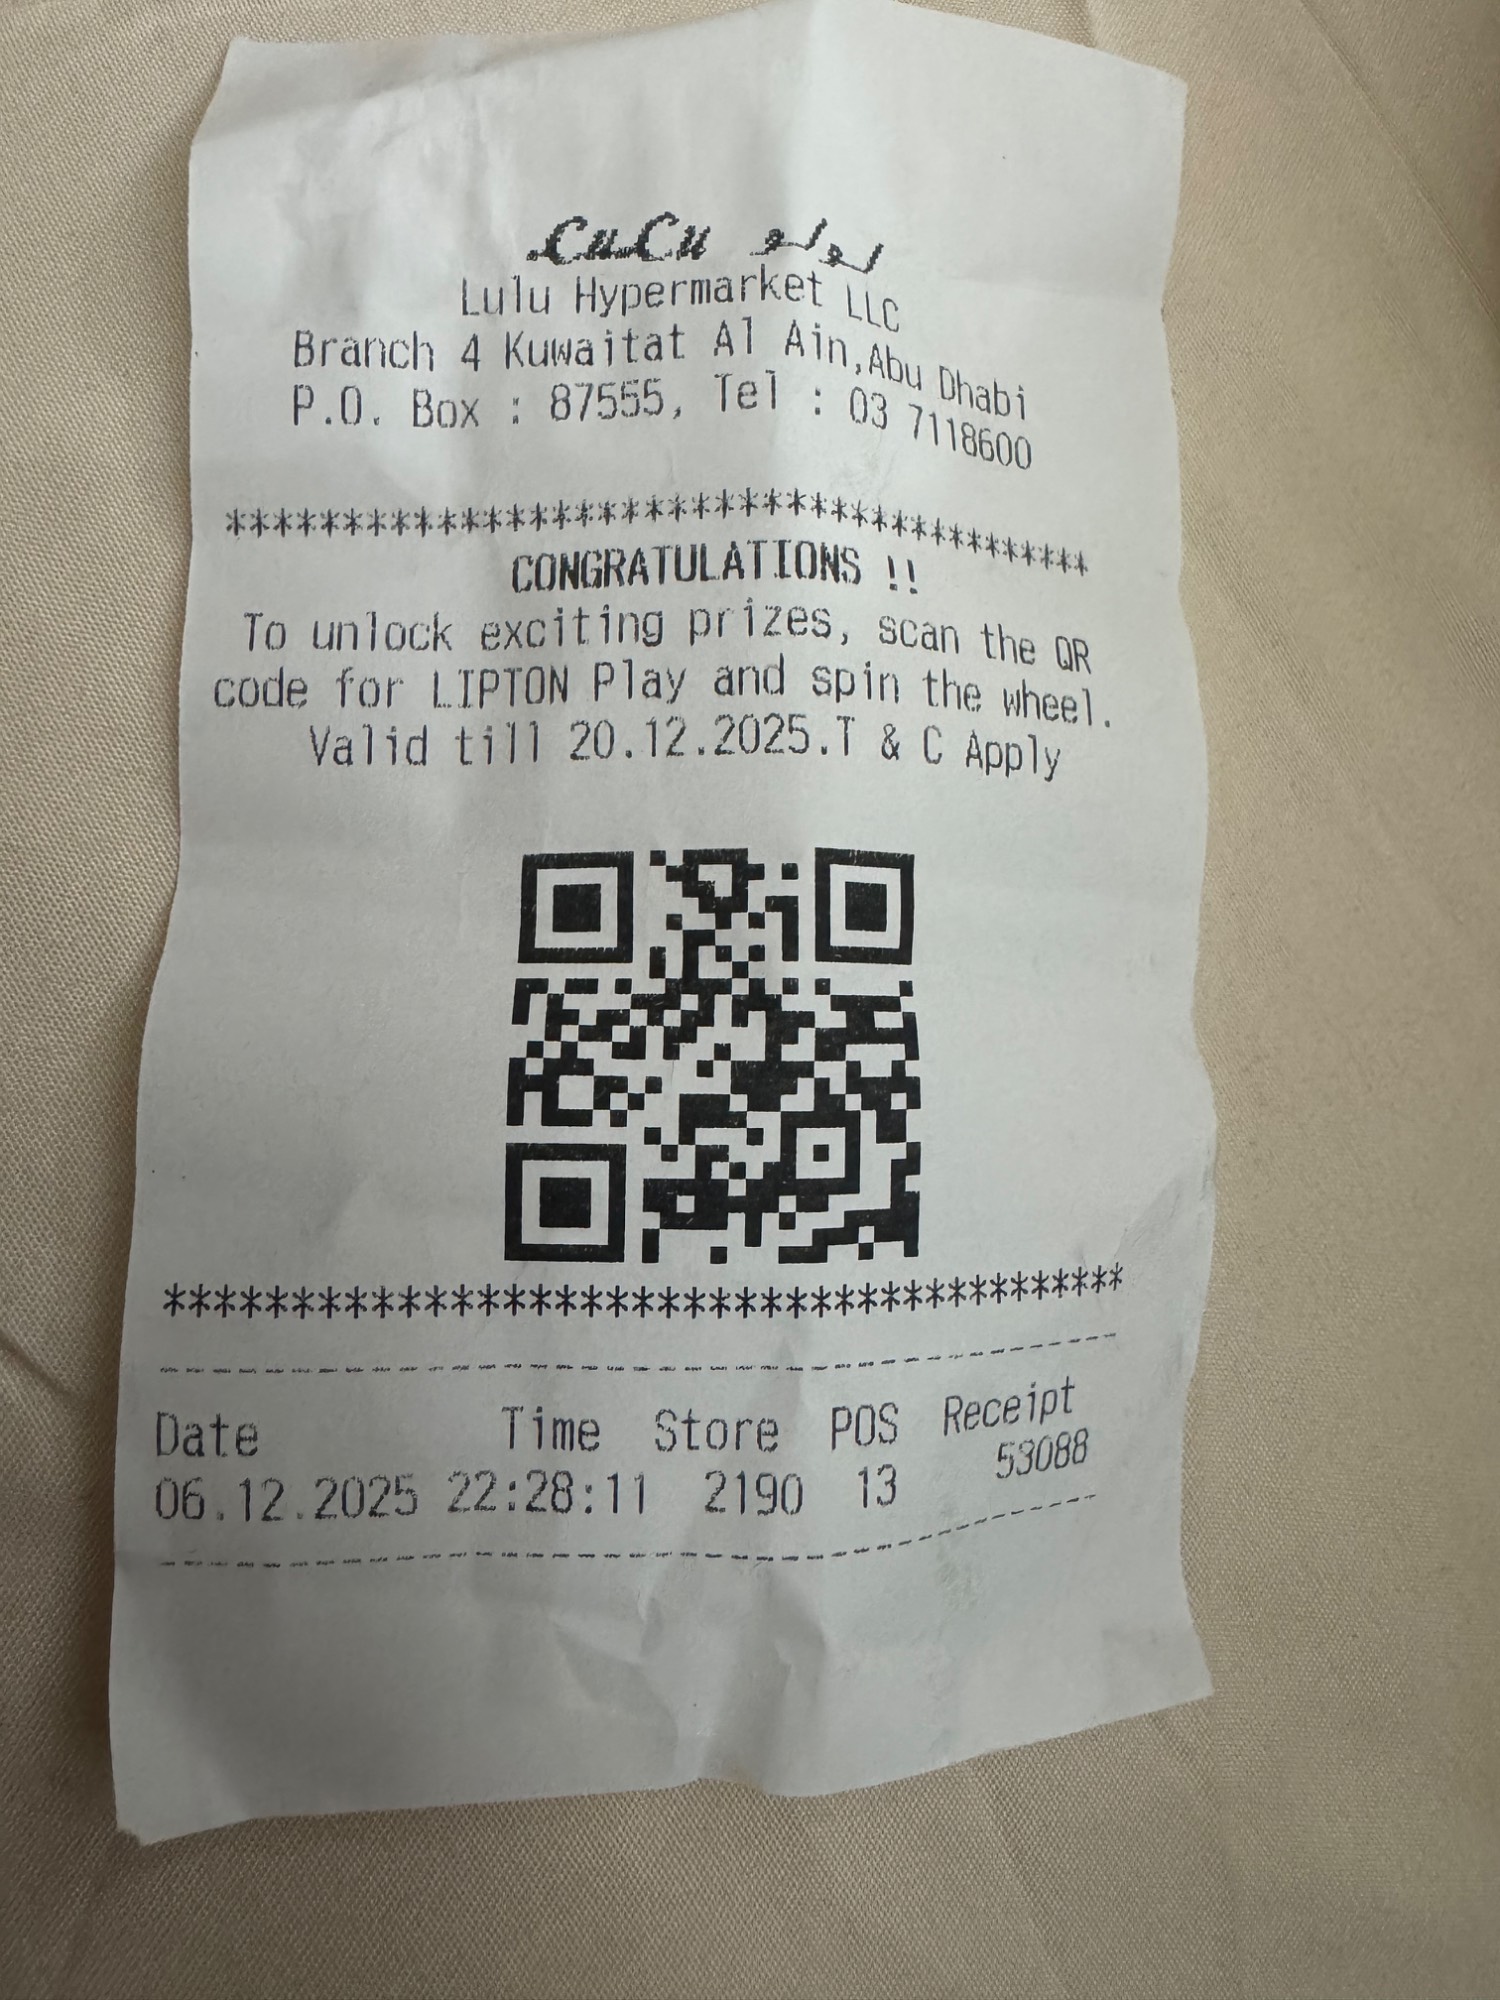 LuLu لولو
Lulu Hypermarket LLC
Branch 4 Kuwaitat Al Ain,Abu Dhabi
P.O. Box : 87555, Tel : 03 7118600
*************************************
CONGRATULATIONS !!
To unlock exciting prizes, scan the QR
code for LIPTON Play and spin the wheel.
Valid till 20.12.2025.T & C Apply
*************************************
Date Time Store POS Receipt
06.12.2025 22:28:11 2190 13 53088